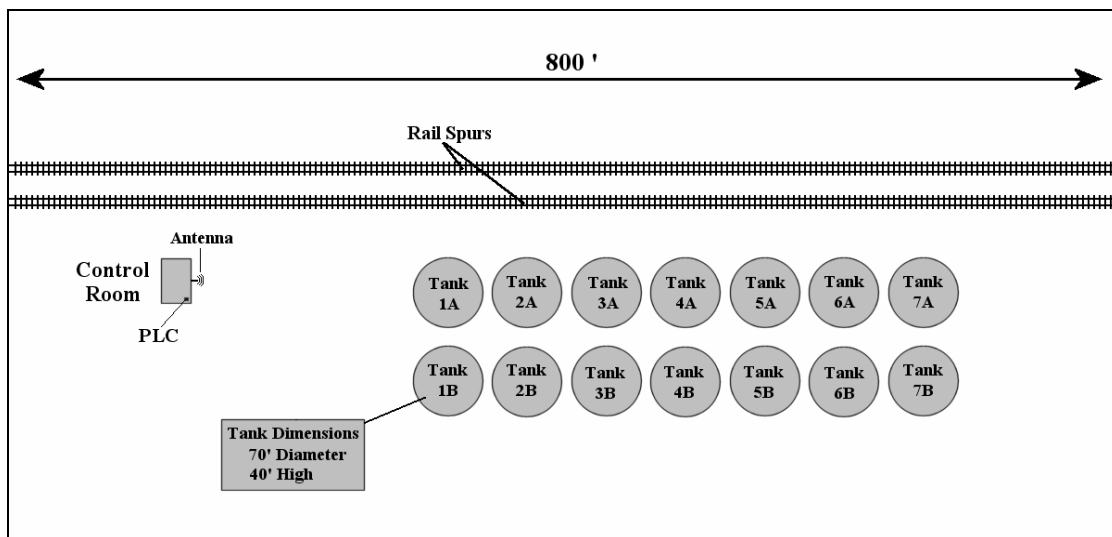 800 '
Rail Spurs
Antenna
Control
Room
PLC
Tank
1A
Tank
2A
Tank
3A
Tank
4A
Tank
5A
Tank
6A
Tank
7A
Tank
1B
Tank
2B
Tank
3B
Tank
4B
Tank
5B
Tank
6B
Tank
7B
Tank Dimensions
70' Diameter
40' High